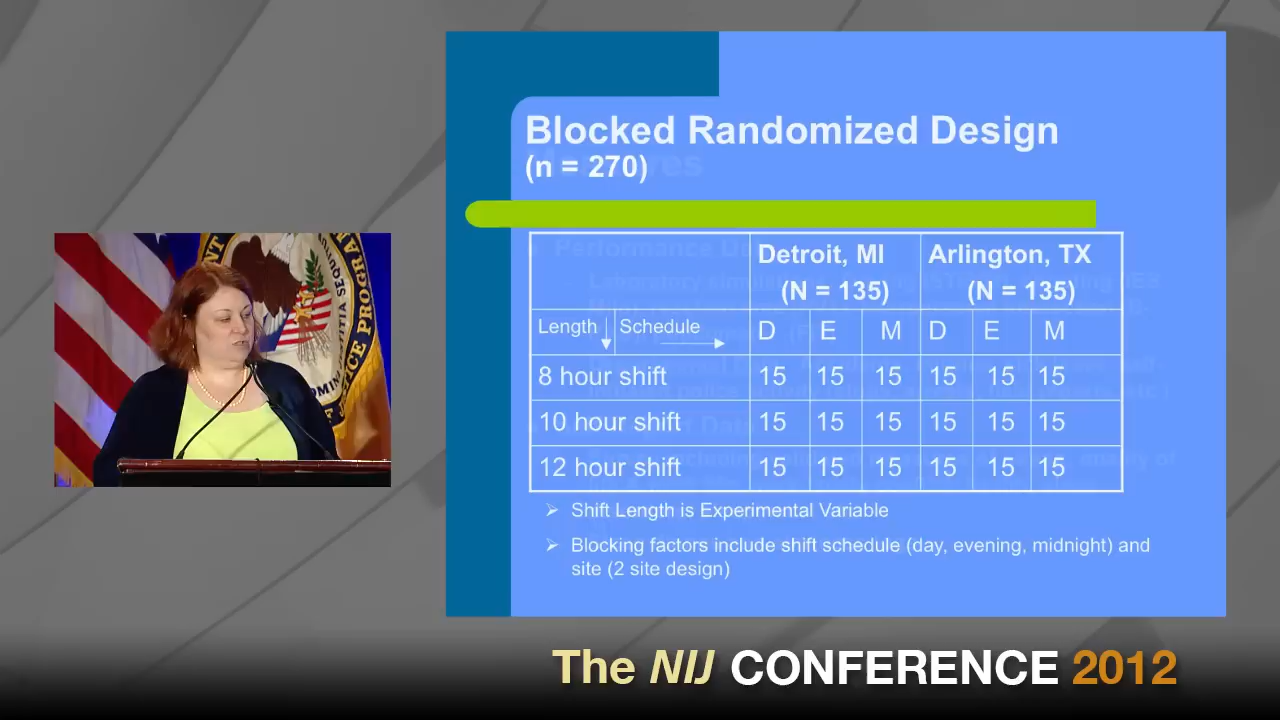 Blocked Randomized Design
(n = 270)
Detroit, MI Arlington, TX
(N = 135) (N = 135)
Length Schedule D E M D E M
8 hour shift 15 15 15 15 15 15
10 hour shift 15 15 15 15 15 15
12 hour shift 15 15 15 15 15 15
Shift Length is Experimental Variable
Blocking factors include shift schedule (day, evening, midnight) and
site (2 site design)
The NIJ CONFERENCE 2012